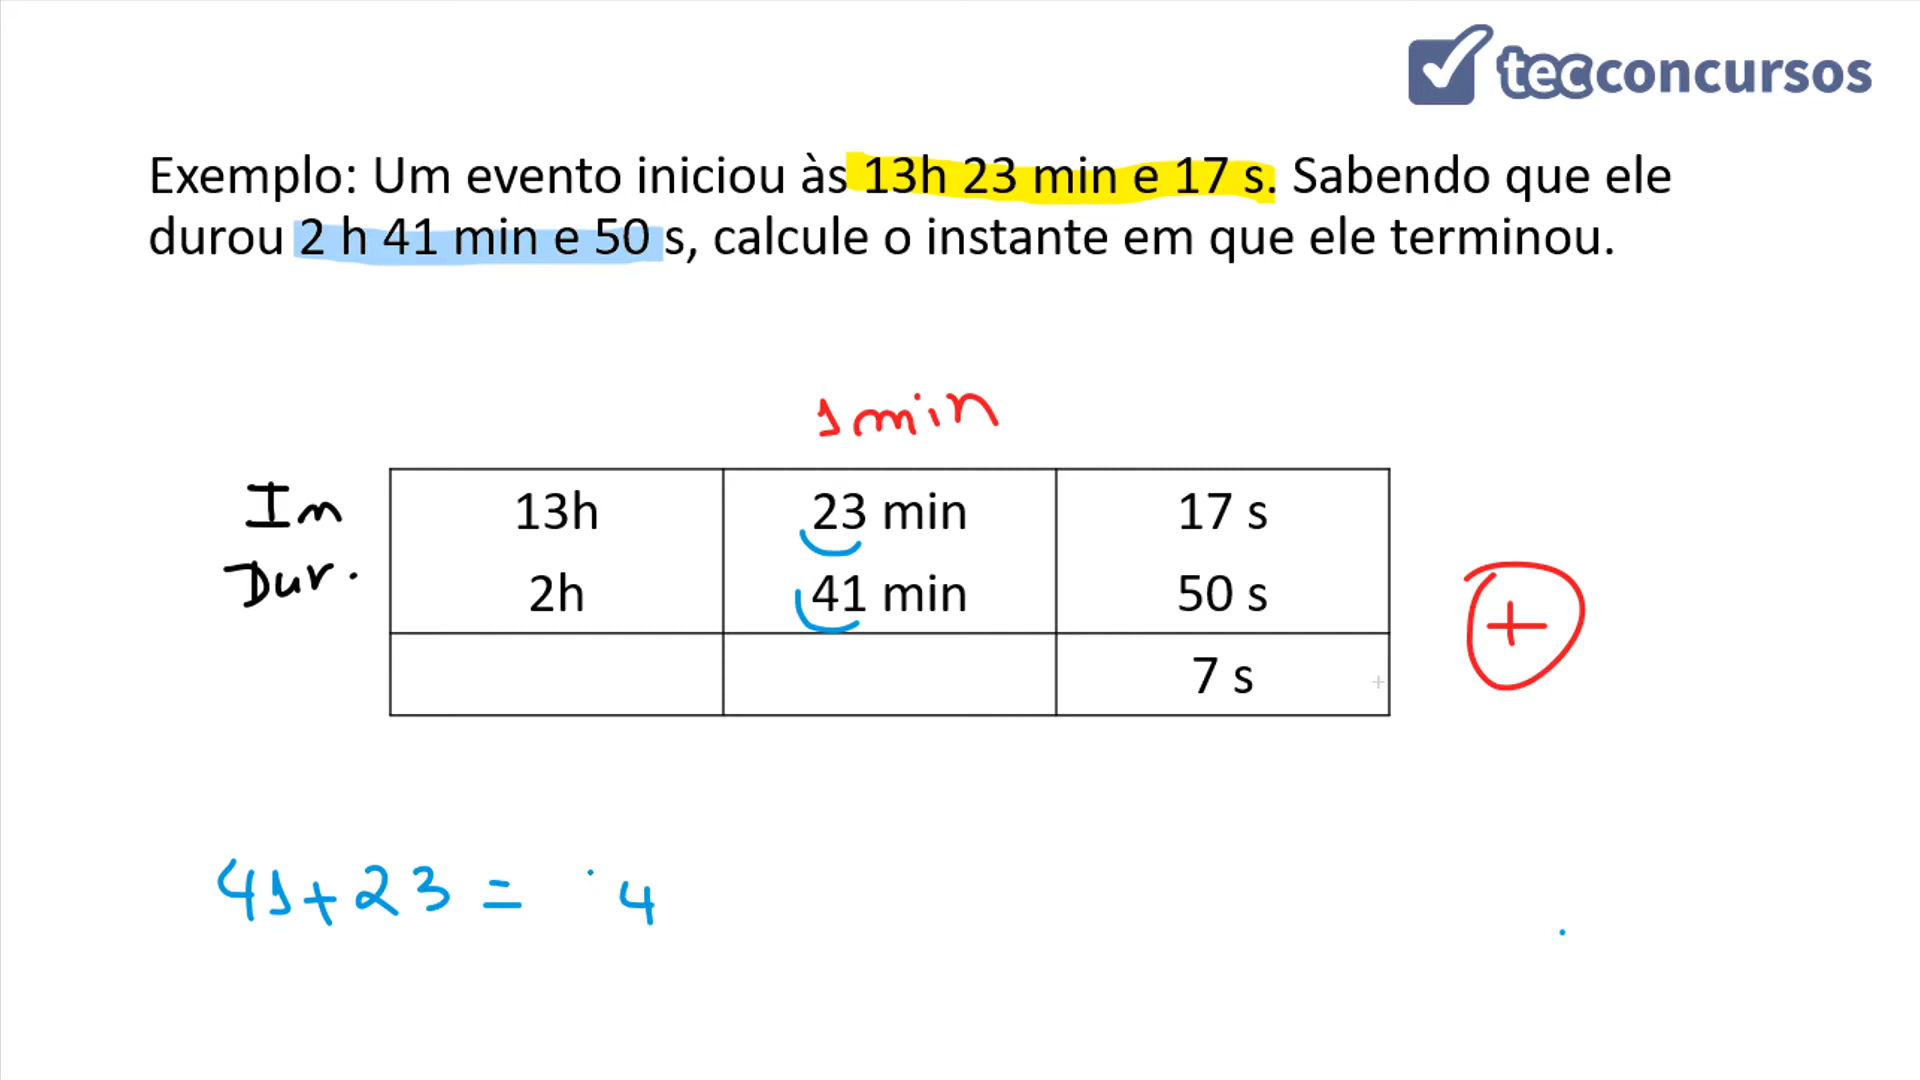 tecconcursos
Exemplo: Um evento iniciou às 13h 23 min e 17 s. Sabendo que ele
durou 2 h 41 min e 50 s, calcule o instante em que ele terminou.
1 min
In 13h 23 min 17 s
Dur. 2h 41 min 50 s
+
7 s
41 + 23 = 4